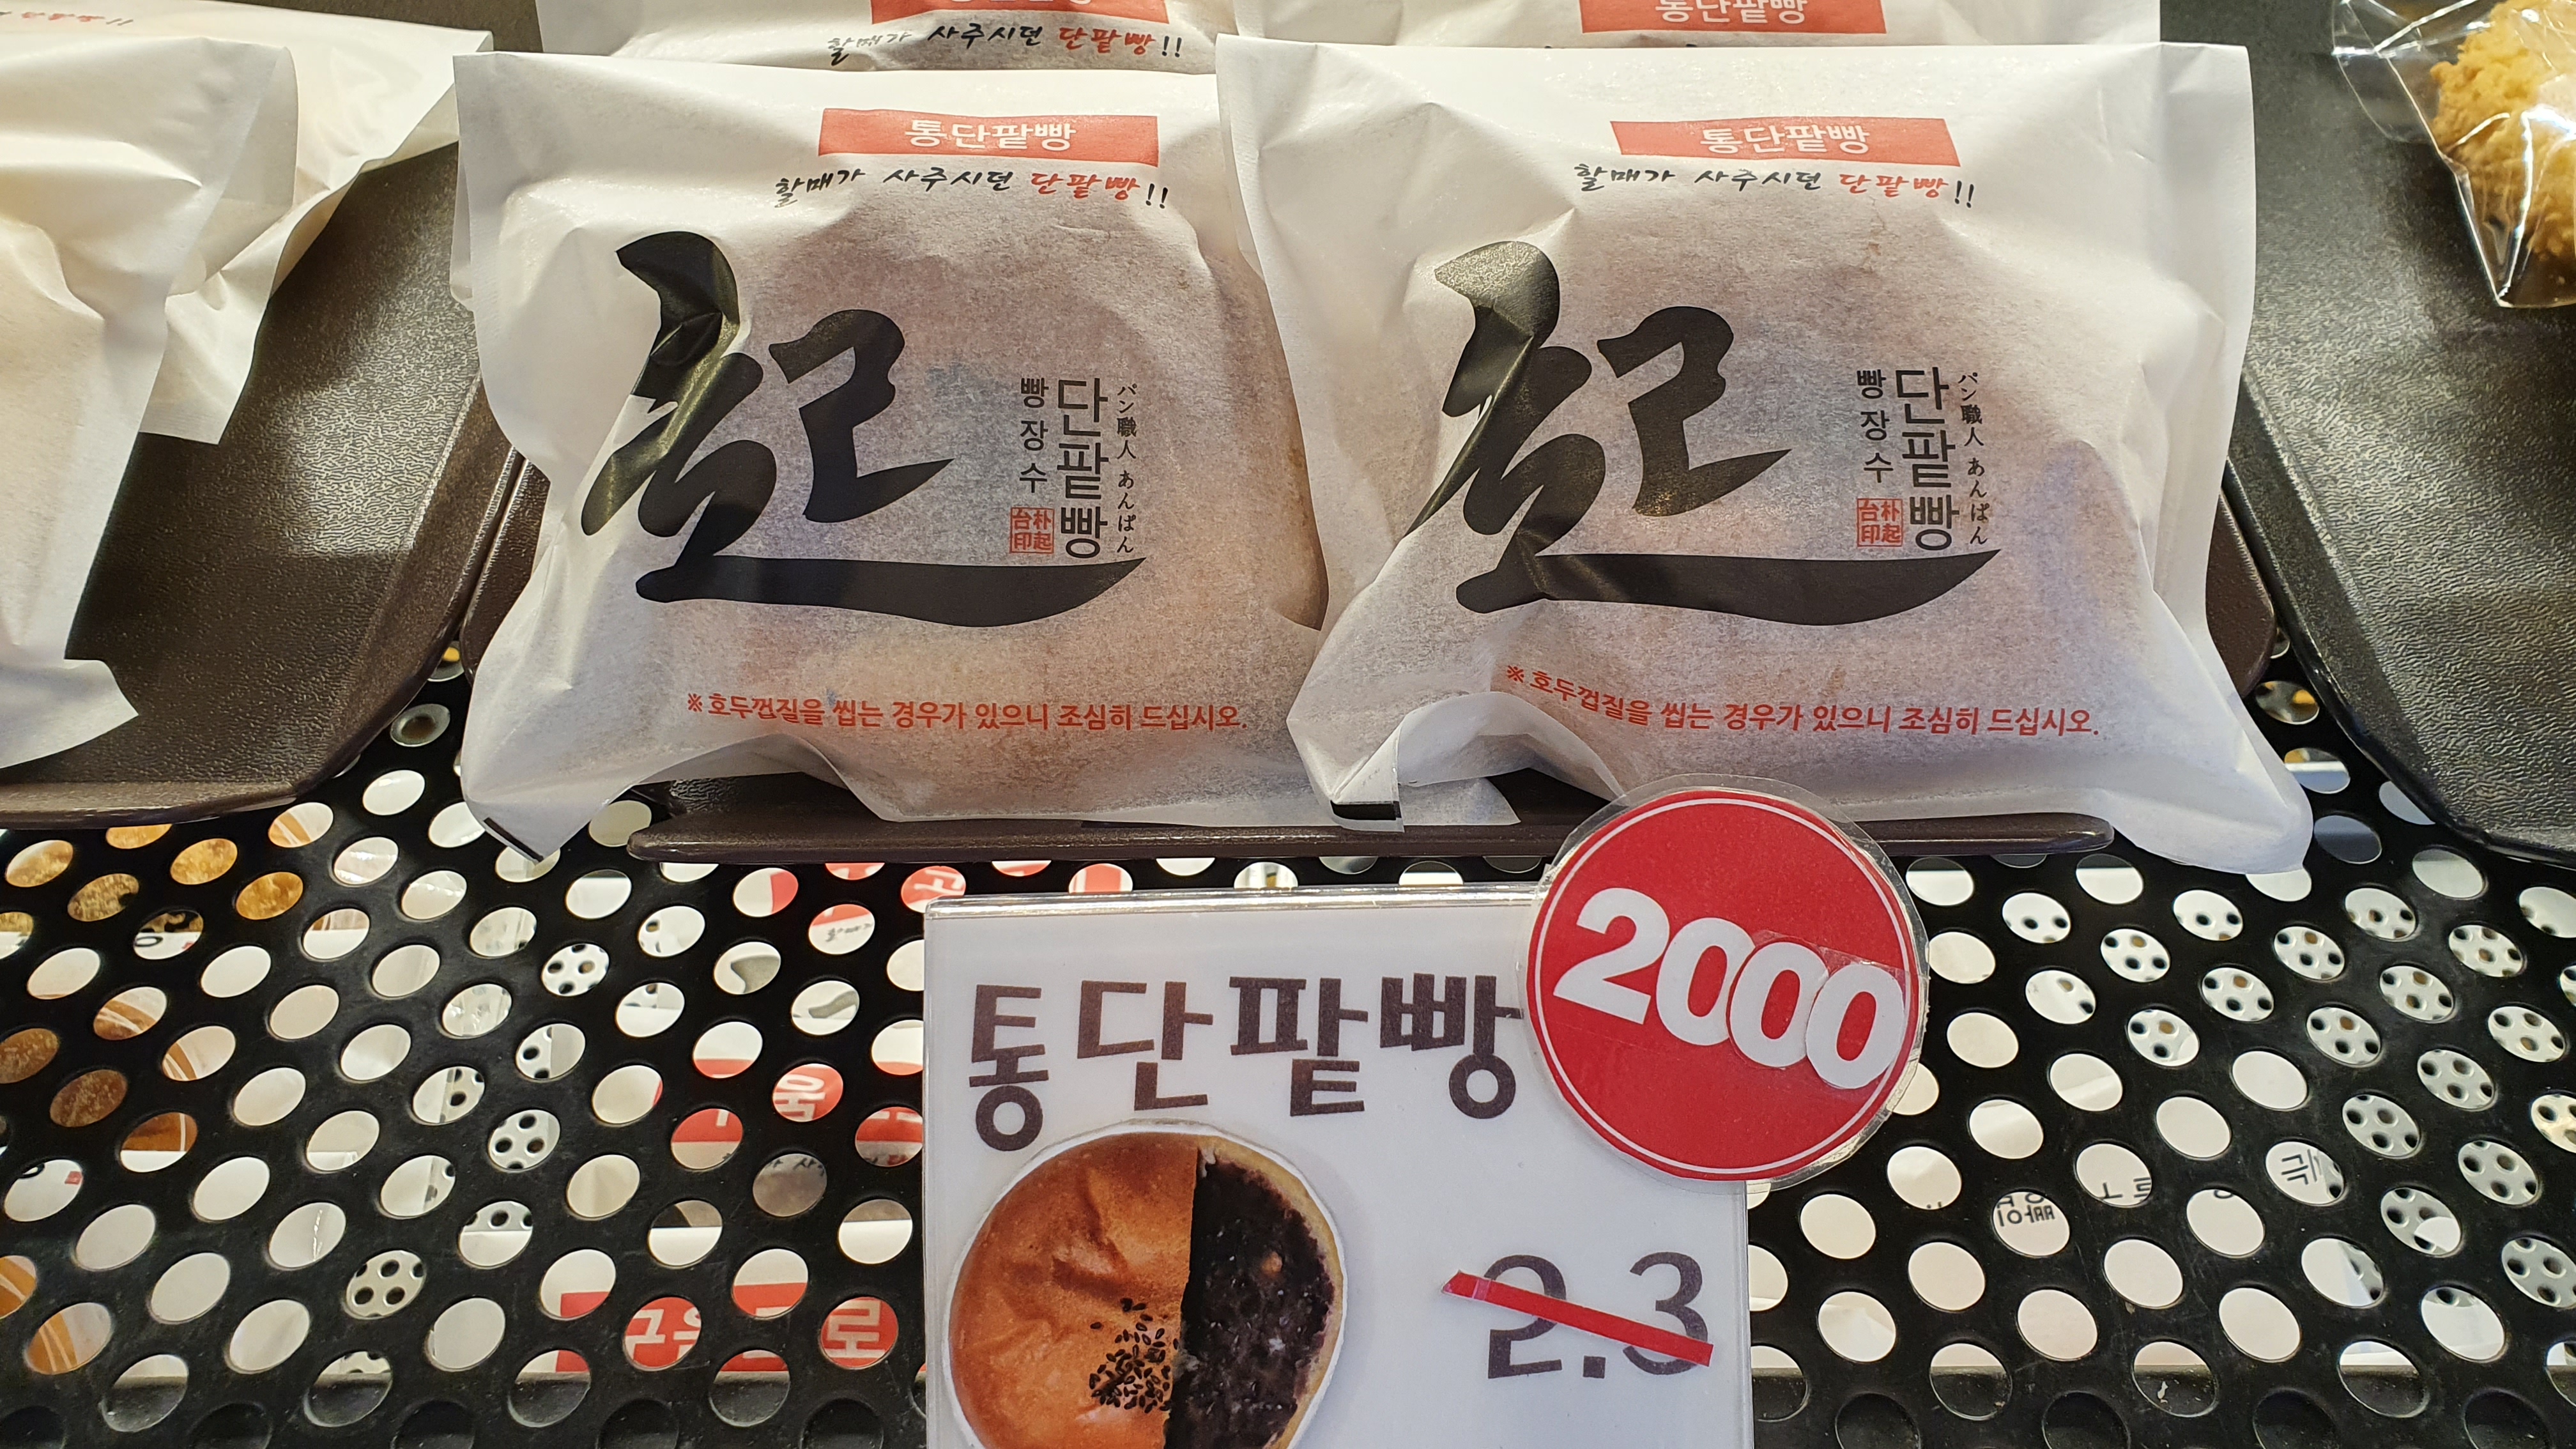 할매가 사주시던 단팥빵!!
통단팥빵
통단팥빵
할매가 사주시던 단팥빵!!
起
パン職人 あんぱん
단팥빵
빵장수
朴起台印
※호두껍질을 씹는 경우가 있으니 조심히 드십시오.
통단팥빵
할매가 사주시던 단팥빵!!
起
パン職人 あんぱん
단팥빵
빵장수
朴起台印
※호두껍질을 씹는 경우가 있으니 조심히 드십시오.
2000
통단팥빵
2.3